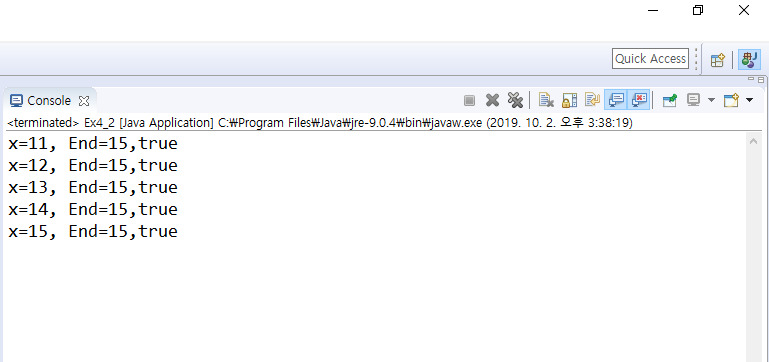 Quick Access
Console
<terminated> Ex4_2 [Java Application] C:₩Program Files₩Java₩jre-9.0.4₩bin₩javaw.exe (2019. 10. 2. 오후 3:38:19)
x=11, End=15,true
x=12, End=15,true
x=13, End=15,true
x=14, End=15,true
x=15, End=15,true